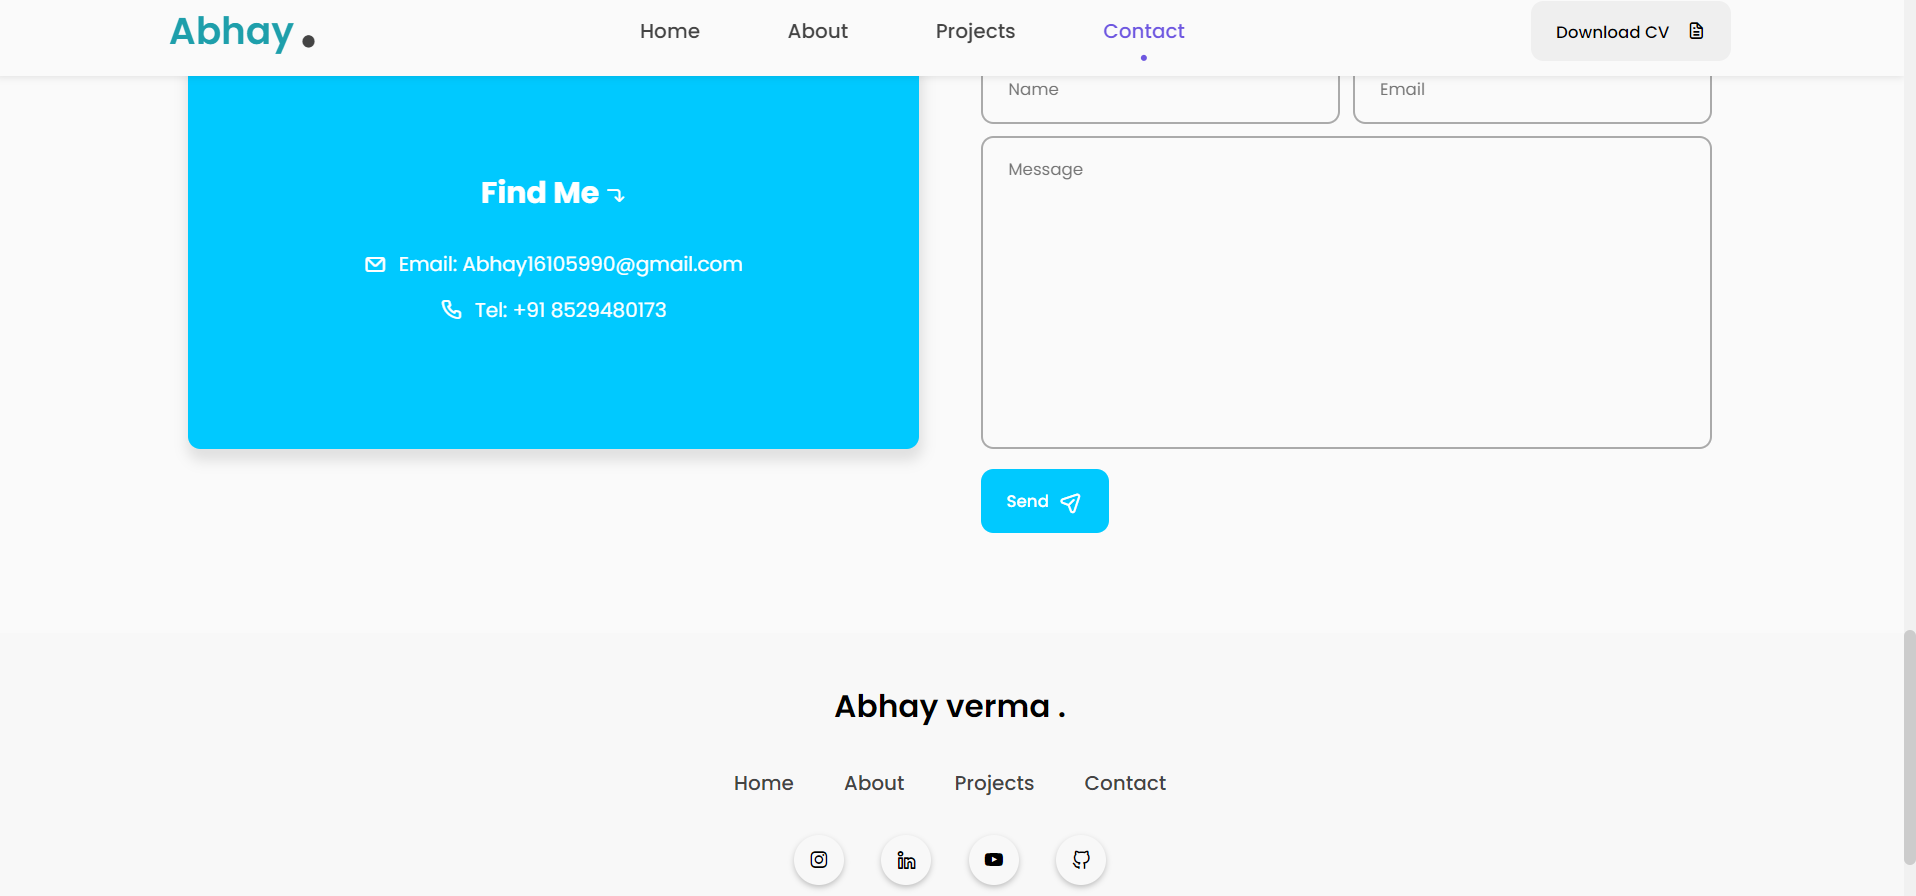 Abhay .
Home About Projects Contact
Download CV
Name Email
Message
Find Me
Email: Abhay16105990@gmail.com
Tel: +91 8529480173
Send
Abhay verma .
Home About Projects Contact